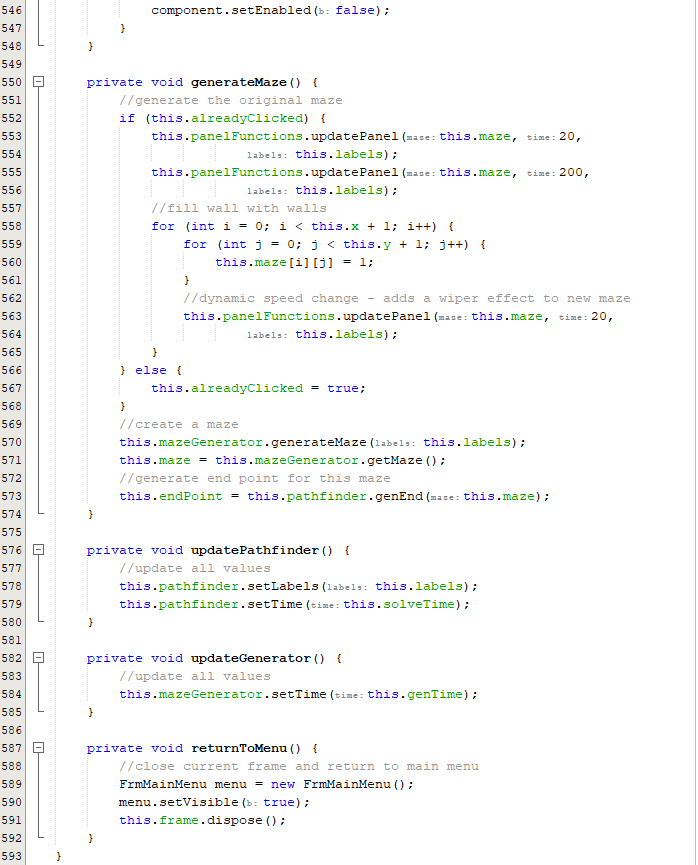 546 component.setEnabled(b: false);
547 }
548 }
549
550 private void generateMaze() {
551 //generate the original maze
552 if (this.alreadyClicked) {
553 this.panelFunctions.updatePanel(mase: this.maze, time: 20,
554 labels: this.labels);
555 this.panelFunctions.updatePanel(mase: this.maze, time: 200,
556 labels: this.labels);
557 //fill wall with walls
558 for (int i = 0; i < this.x + 1; i++) {
559 for (int j = 0; j < this.y + 1; j++) {
560 this.maze[i][j] = 1;
561 }
562 //dynamic speed change - adds a wiper effect to new maze
563 this.panelFunctions.updatePanel(mase: this.maze, time: 20,
564 labels: this.labels);
565 }
566 } else {
567 this.alreadyClicked = true;
568 }
569 //create a maze
570 this.mazeGenerator.generateMaze(labels: this.labels);
571 this.maze = this.mazeGenerator.getMaze();
572 //generate end point for this maze
573 this.endPoint = this.pathfinder.genEnd(mase: this.maze);
574 }
575
576 private void updatePathfinder() {
577 //update all values
578 this.pathfinder.setLabels(labels: this.labels);
579 this.pathfinder.setTime(time: this.solveTime);
580 }
581
582 private void updateGenerator() {
583 //update all values
584 this.mazeGenerator.setTime(time: this.genTime);
585 }
586
587 private void returnToMenu() {
588 //close current frame and return to main menu
589 FrmMainMenu menu = new FrmMainMenu();
590 menu.setVisible(b: true);
591 this.frame.dispose();
592 }
593 }